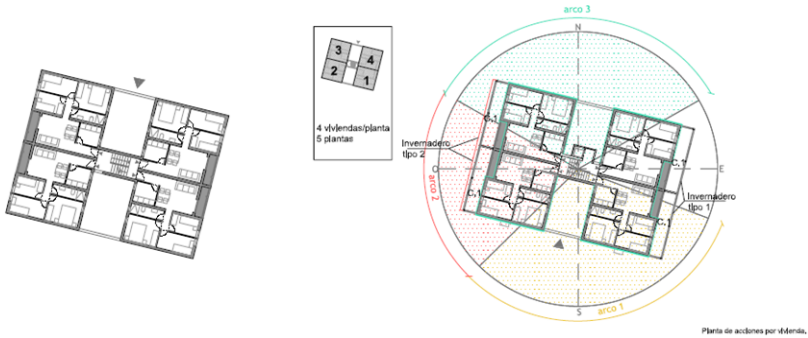 arco 3
N
3
4
2
1
4 viviendas/planta
5 plantas
C.1
C.1
Invernadero
tipo 2
O
E
arco 2
Invernadero
tipo 1
C.1
C.1
S
arco 1
Planta de acciones por vivienda.